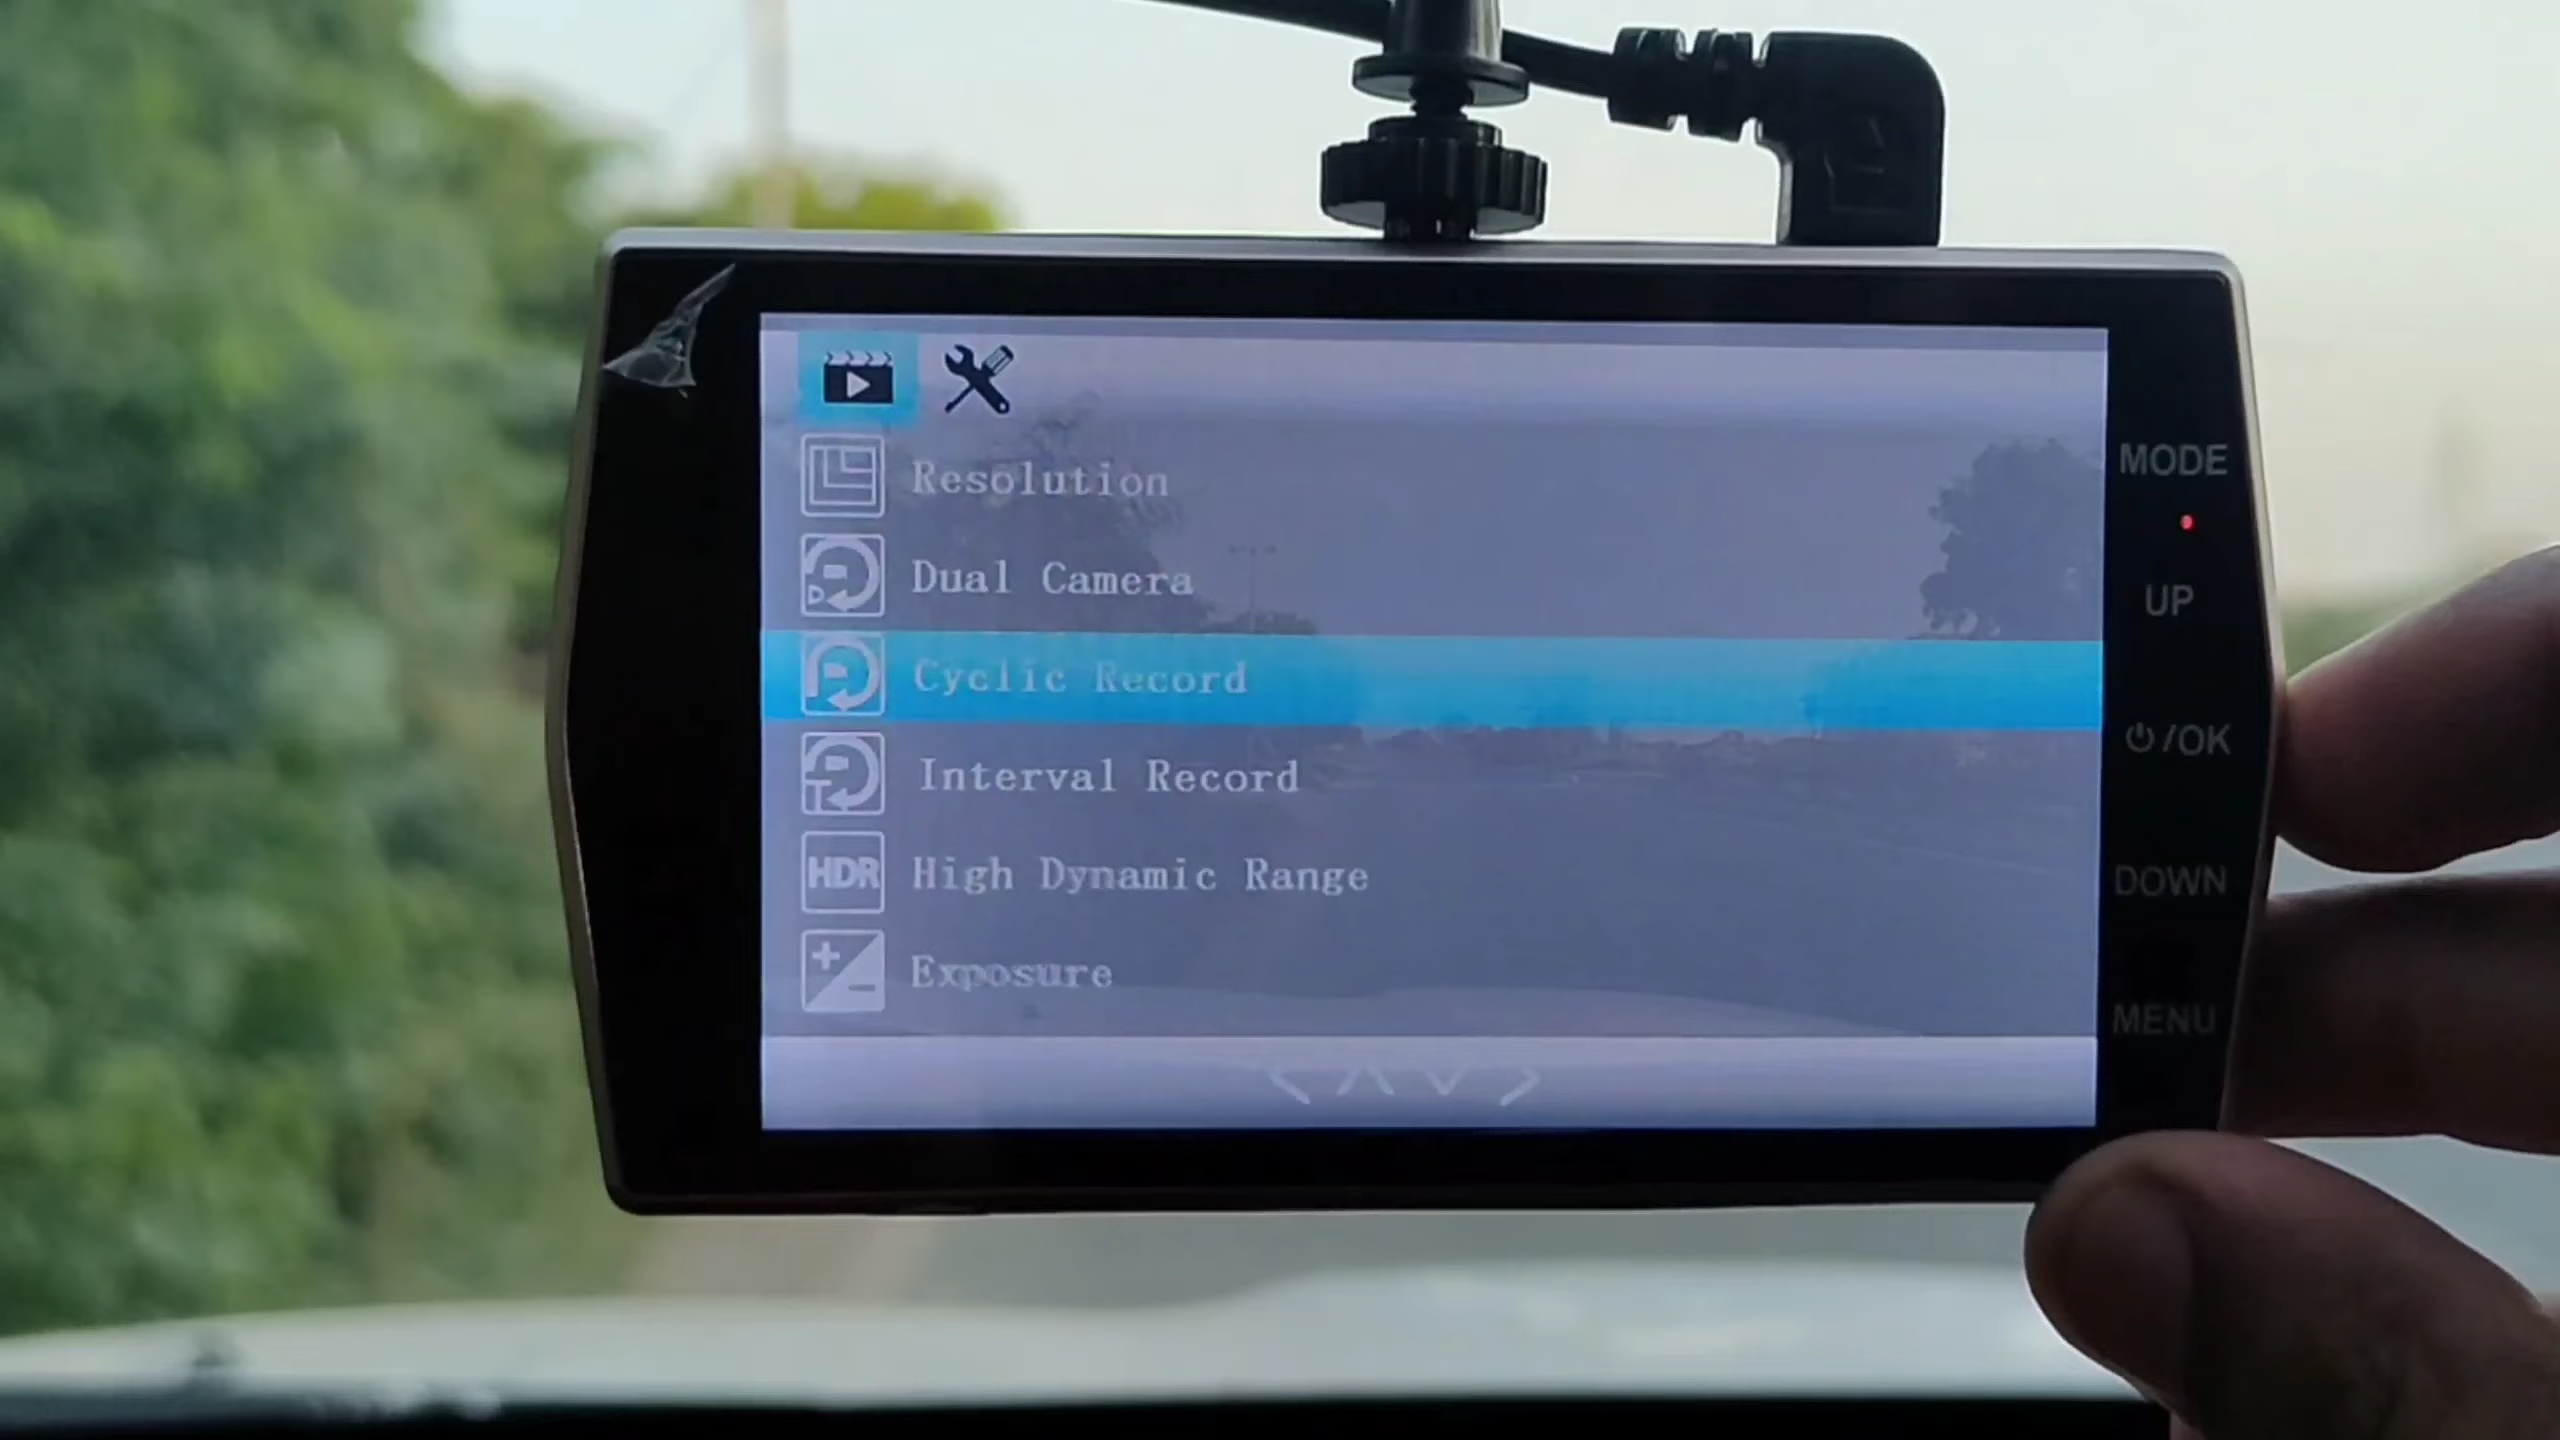 Resolution
Dual Camera
Cyclic Record
Interval Record
HDR High Dynamic Range
Exposure
MODE
UP
/OK
DOWN
MENU